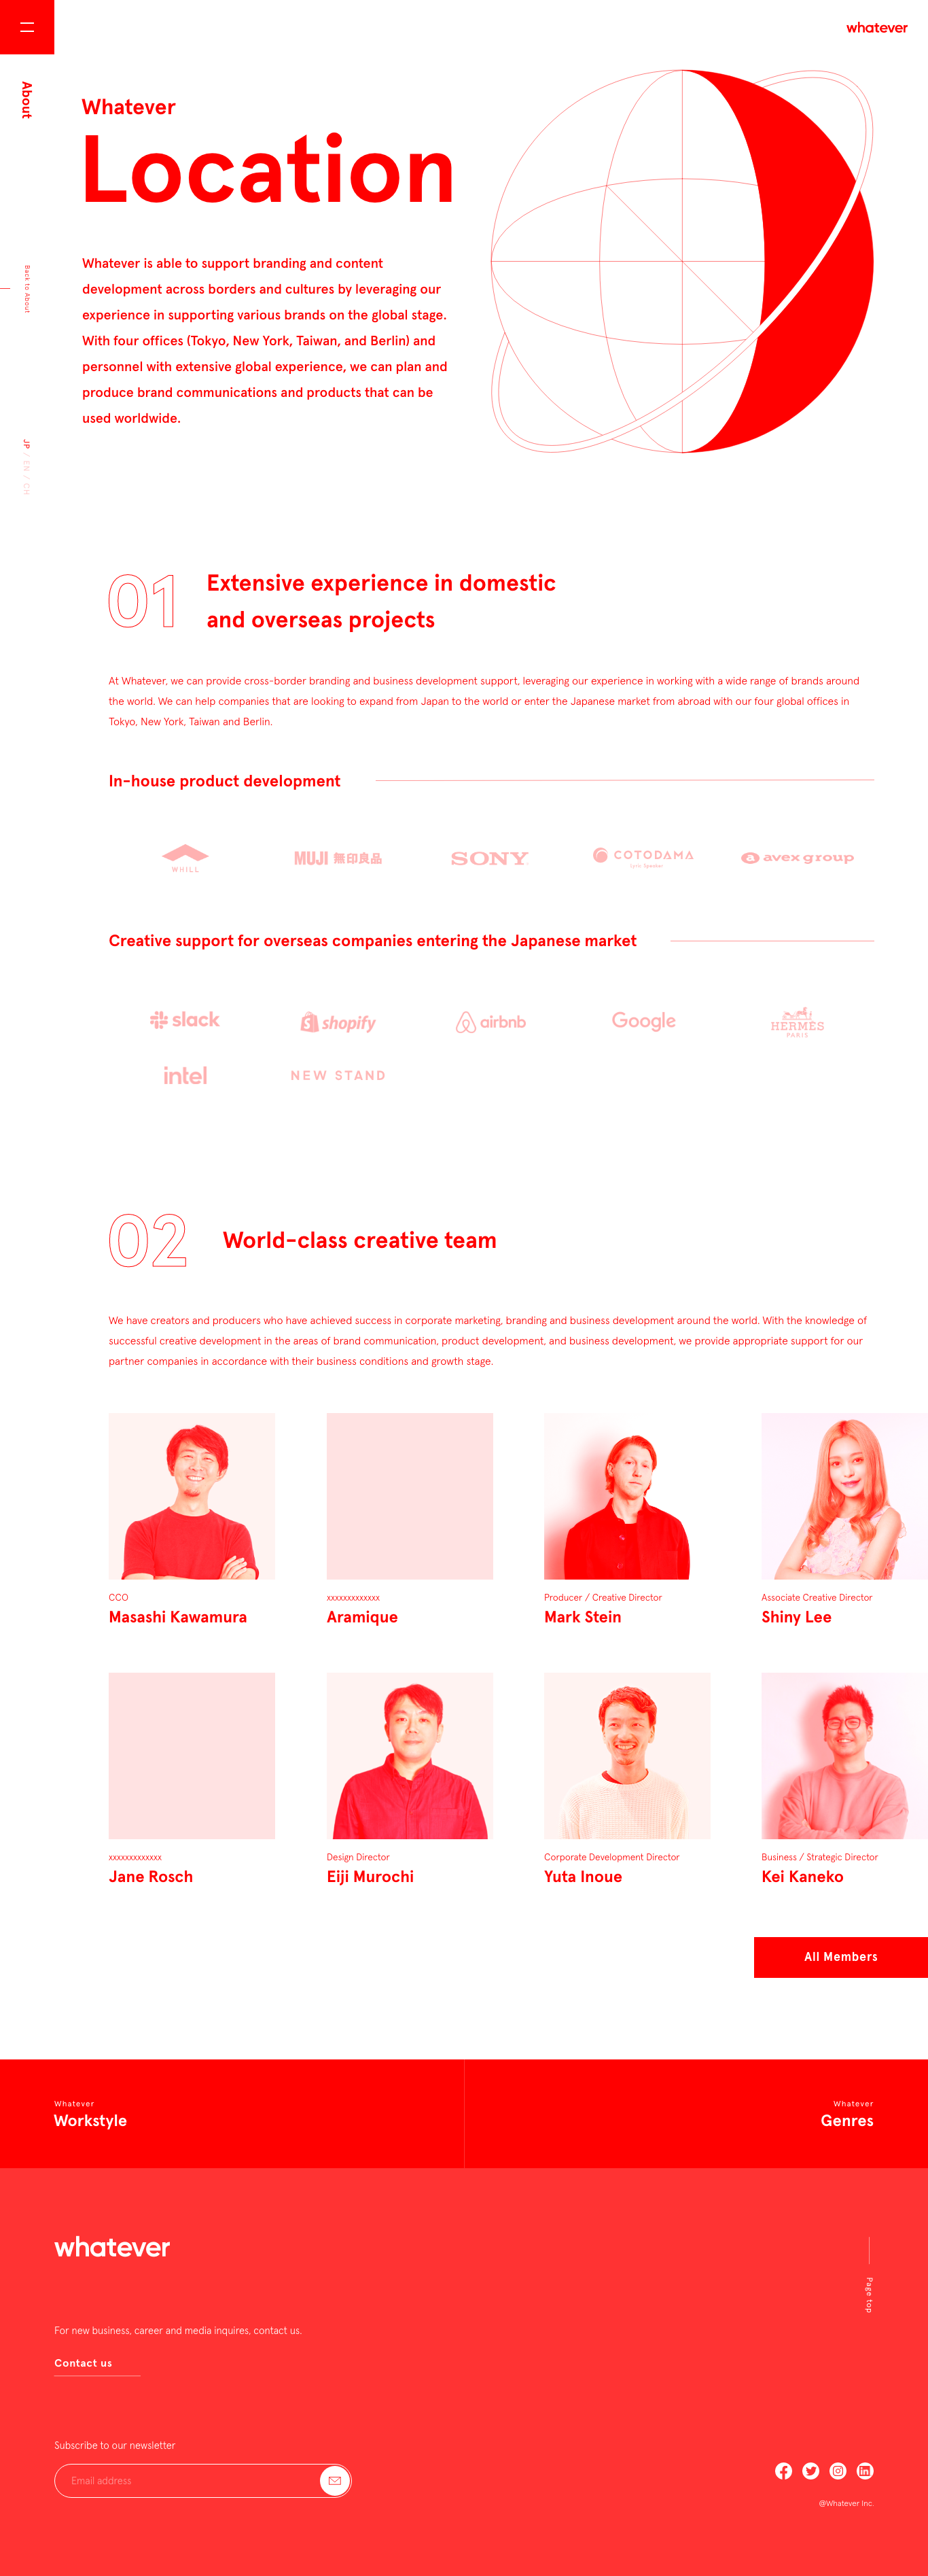 whatever
About
Whatever
Location
Back to About
Whatever is able to support branding and content
development across borders and cultures by leveraging our
experience in supporting various brands on the global stage.
With four offices (Tokyo, New York, Taiwan, and Berlin) and
personnel with extensive global experience, we can plan and
produce brand communications and products that can be
used worldwide.
JP / EN / CH
01
Extensive experience in domestic
and overseas projects
At Whatever, we can provide cross-border branding and business development support, leveraging our experience in working with a wide range of brands around
the world. We can help companies that are looking to expand from Japan to the world or enter the Japanese market from abroad with our four global offices in
Tokyo, New York, Taiwan and Berlin.
In-house product development
WHILL
MUJI 無印良品
SONY
COTODAMA
Lyric Speaker
a avex group
Creative support for overseas companies entering the Japanese market
slack
shopify
airbnb
Google
HERMÈS
PARIS
intel
NEW STAND
02
World-class creative team
We have creators and producers who have achieved success in corporate marketing, branding and business development around the world. With the knowledge of
successful creative development in the areas of brand communication, product development, and business development, we provide appropriate support for our
partner companies in accordance with their business conditions and growth stage.
CCO
Masashi Kawamura
xxxxxxxxxxxxx
Aramique
Producer / Creative Director
Mark Stein
Associate Creative Director
Shiny Lee
xxxxxxxxxxxxx
Jane Rosch
Design Director
Eiji Murochi
Corporate Development Director
Yuta Inoue
Business / Strategic Director
Kei Kaneko
All Members
Whatever
Workstyle
Whatever
Genres
whatever
Page top
For new business, career and media inquires, contact us.
Contact us
Subscribe to our newsletter
Email address
@Whatever Inc.